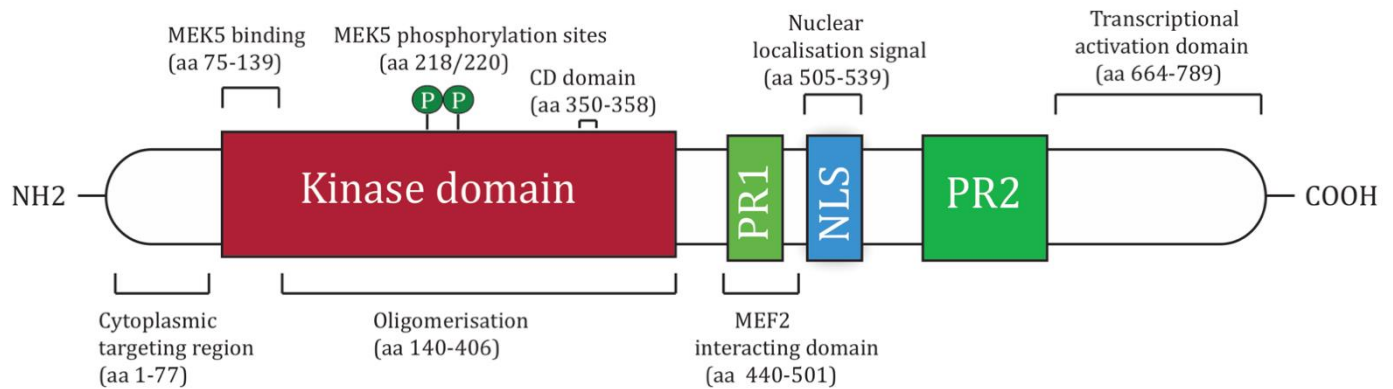 MEK5 binding
(aa 75-139)
MEK5 phosphorylation sites
(aa 218/220)
CD domain
(aa 350-358)
Nuclear
localisation signal
(aa 505-539)
Transcriptional
activation domain
(aa 664-789)
P P
NH2
Kinase domain
PR1
NLS
PR2
COOH
Cytoplasmic
targeting region
(aa 1-77)
Oligomerisation
(aa 140-406)
MEF2
interacting domain
(aa 440-501)